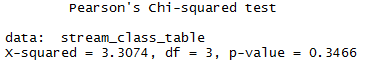 Pearson's Chi-squared test
data:  stream_class_table
X-squared = 3.3074, df = 3, p-value = 0.3466